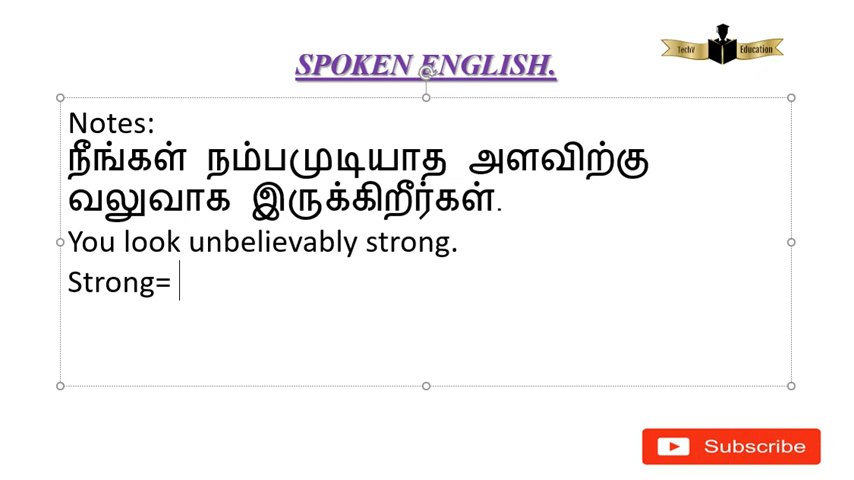 TechV Education
SPOKEN ENGLISH.
Notes:
நீங்கள் நம்பமுடியாத அளவிற்கு
வலுவாக இருக்கிறீர்கள்.
You look unbelievably strong.
Strong=
Subscribe